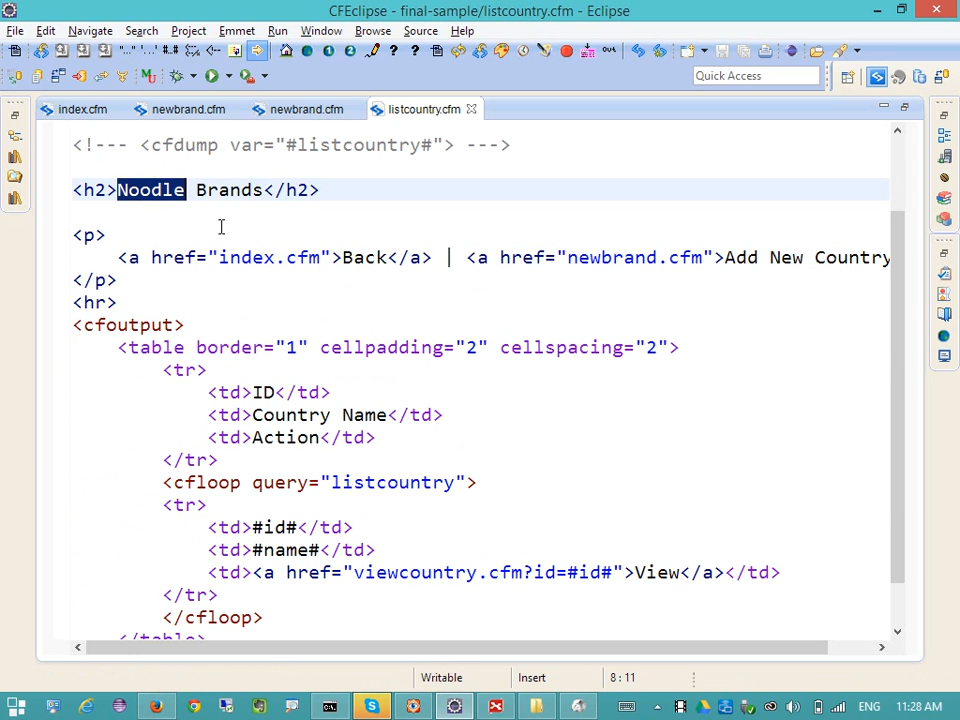 CFEclipse - final-sample/listcountry.cfm - Eclipse
File Edit Navigate Search Project Emmet Run Window Browse Source Help
Quick Access
index.cfm newbrand.cfm newbrand.cfm listcountry.cfm
<!--- <cfdump var="#listcountry#"> --->
<h2>Noodle Brands</h2>
<p>
<a href="index.cfm">Back</a> | <a href="newbrand.cfm">Add New Country
</p>
<hr>
<cfoutput>
<table border="1" cellpadding="2" cellspacing="2">
<tr>
<td>ID</td>
<td>Country Name</td>
<td>Action</td>
</tr>
<cfloop query="listcountry">
<tr>
<td>#id#</td>
<td>#name#</td>
<td><a href="viewcountry.cfm?id=#id#">View</a></td>
</tr>
</cfloop>
</table>
Writable Insert 8 : 11
ENG 11:28 AM